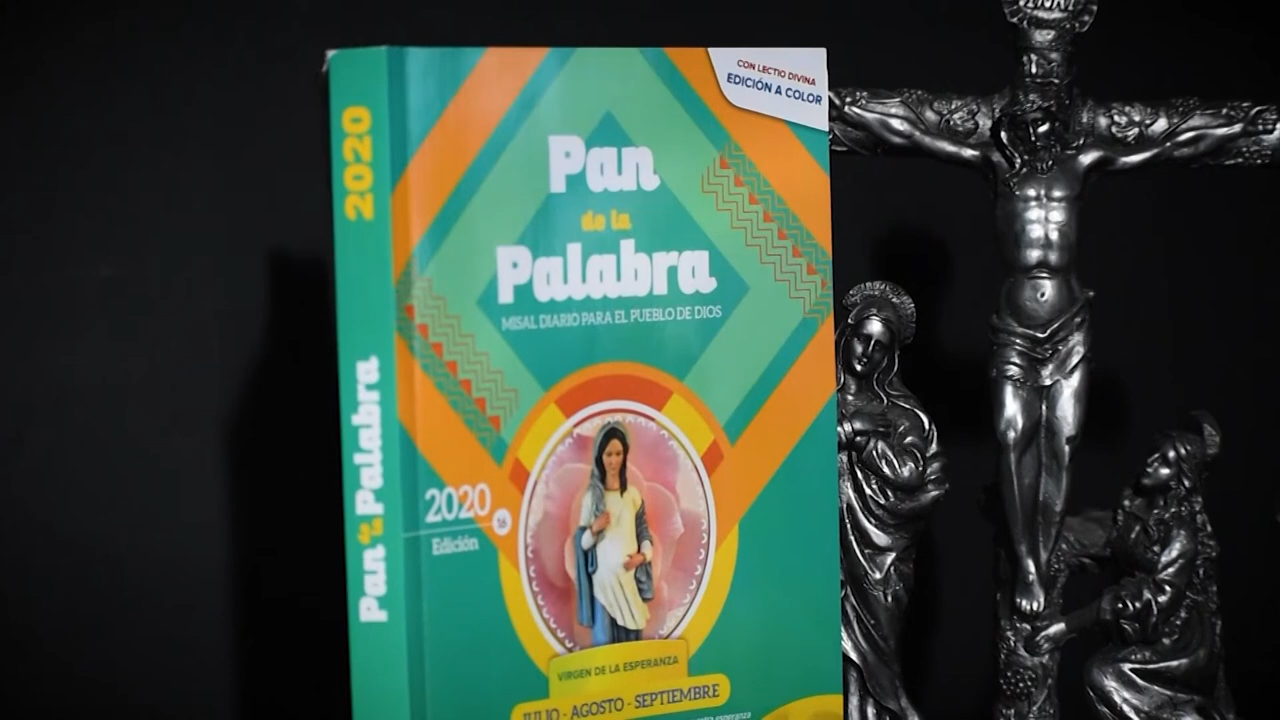 2020
Pan de la Palabra
CON LECTIO DIVINA
EDICIÓN A COLOR
Pan
de la
Palabra
MISAL DIARIO PARA EL PUEBLO DE DIOS
2020
Edición
VIRGEN DE LA ESPERANZA
JULIO - AGOSTO - SEPTIEMBRE
esperanza